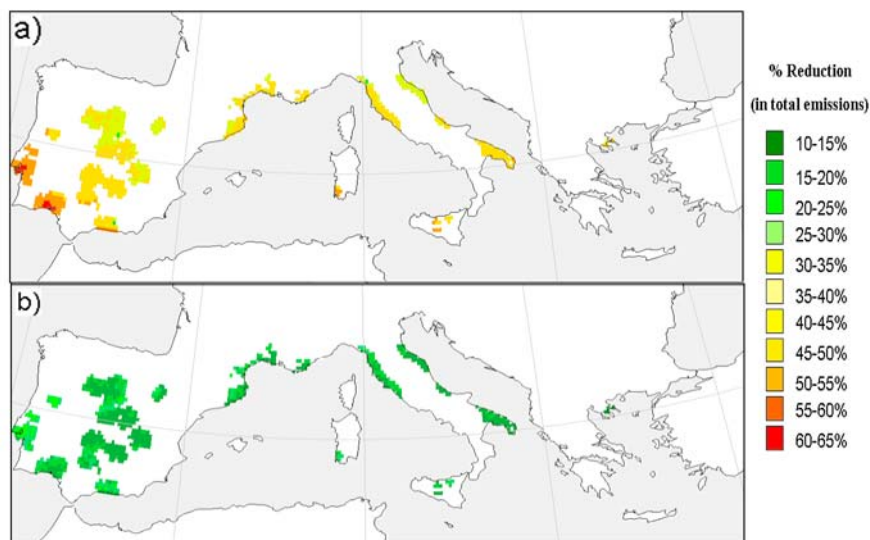 a)
b)
% Reduction
(in total emissions)
10-15%
15-20%
20-25%
25-30%
30-35%
35-40%
40-45%
45-50%
50-55%
55-60%
60-65%